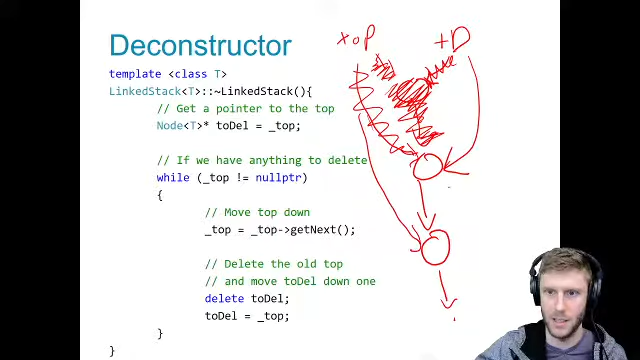 Deconstructor
template <class T>
LinkedStack<T>::~LinkedStack(){
// Get a pointer to the top
Node<T>* toDel = _top;
// If we have anything to delete
while (_top != nullptr)
{
// Move top down
_top = _top->getNext();
// Delete the old top
// and move toDel down one
delete toDel;
toDel = _top;
}
}
top
tD